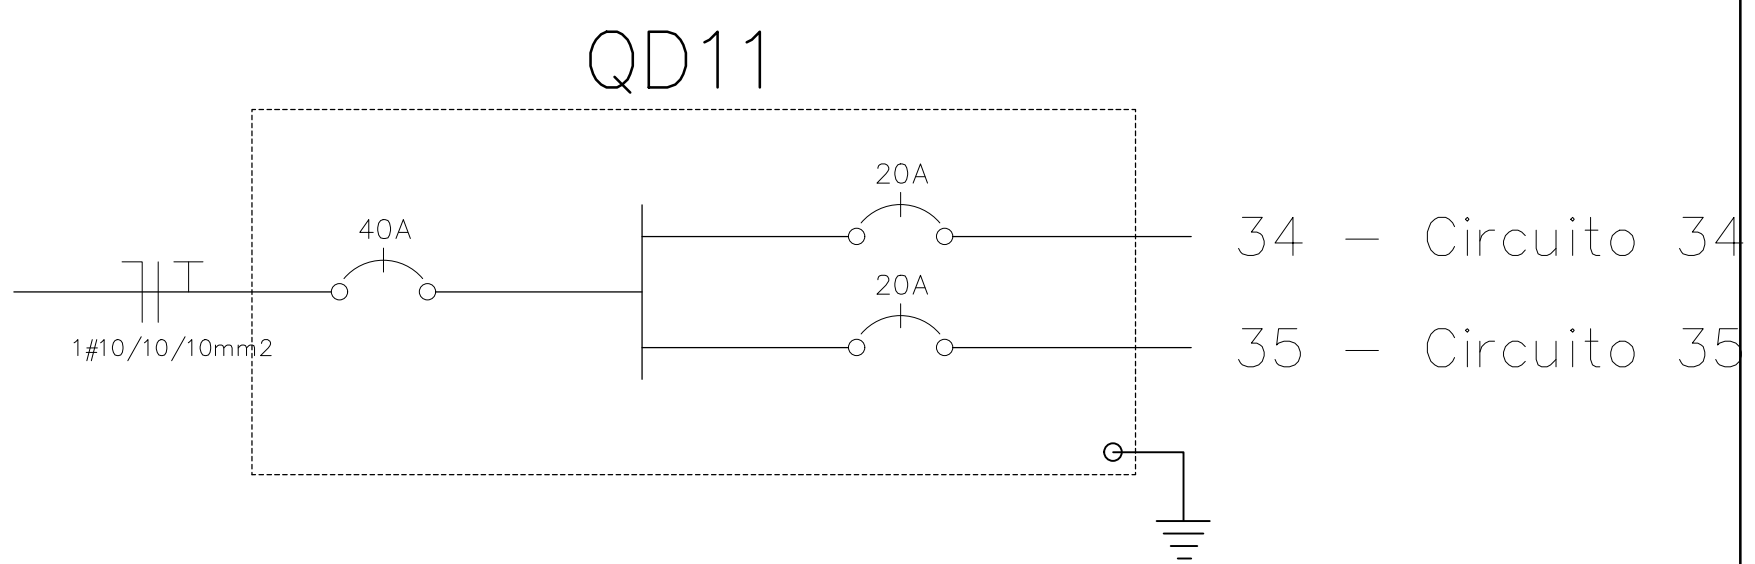 QD11
20A
34 - Circuito 34
40A
20A
1#10/10/10mm2
35 - Circuito 35